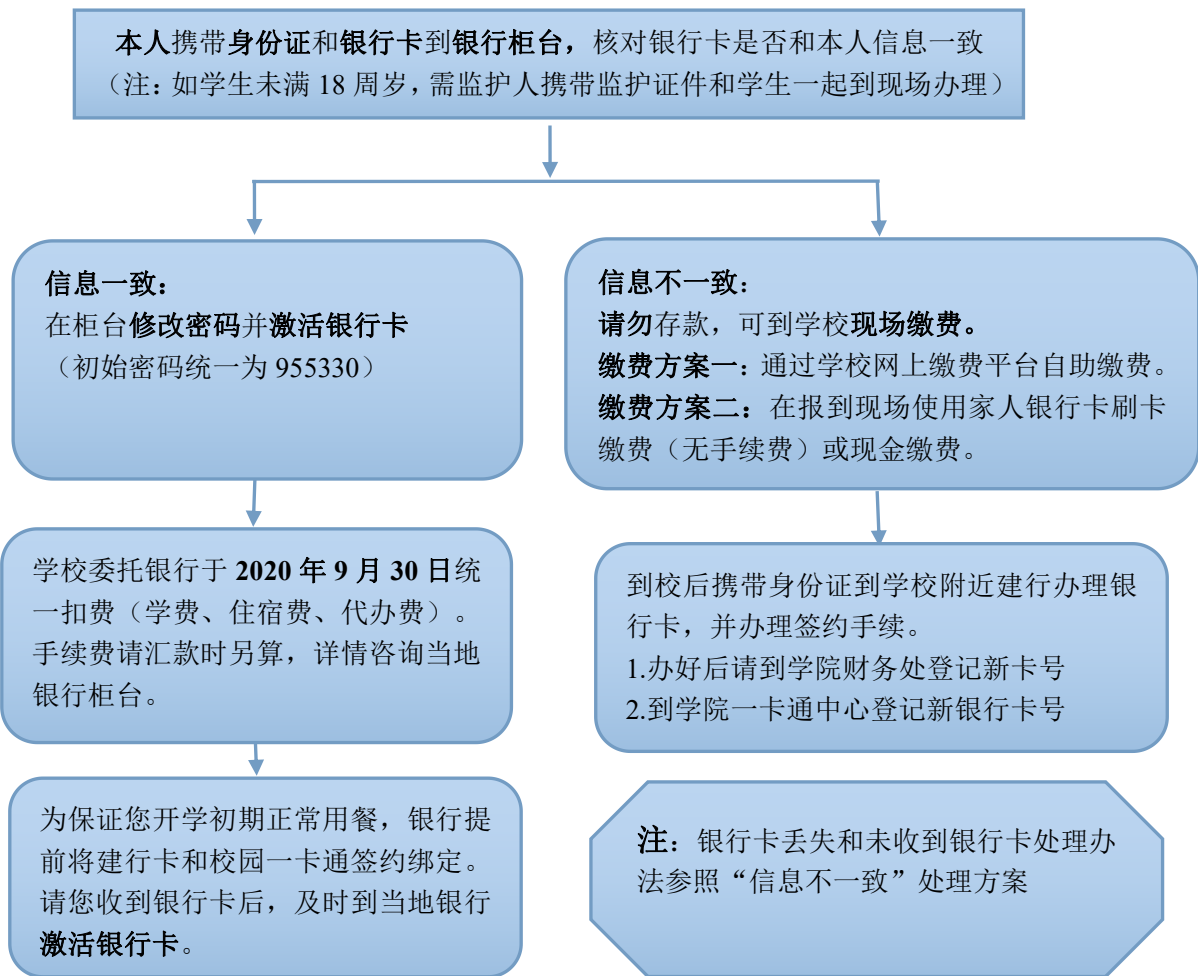 本人携带身份证和银行卡到银行柜台，核对银行卡是否和本人信息一致
（注：如学生未满 18 周岁，需监护人携带监护证件和学生一起到现场办理）
信息一致：
在柜台修改密码并激活银行卡
（初始密码统一为 955330）
学校委托银行于 2020 年 9 月 30 日统
一扣费（学费、住宿费、代办费）。
手续费请汇款时另算，详情咨询当地
银行柜台。
为保证您开学初期正常用餐，银行提
前将建行卡和校园一卡通签约绑定。
请您收到银行卡后，及时到当地银行
激活银行卡。
信息不一致：
请勿存款，可到学校现场缴费。
缴费方案一：通过学校网上缴费平台自助缴费。
缴费方案二：在报到现场使用家人银行卡刷卡
缴费（无手续费）或现金缴费。
到校后携带身份证到学校附近建行办理银
行卡，并办理签约手续。
1.办好后请到学院财务处登记新卡号
2.到学院一卡通中心登记新银行卡号
注：银行卡丢失和未收到银行卡处理办
法参照“信息不一致”处理方案